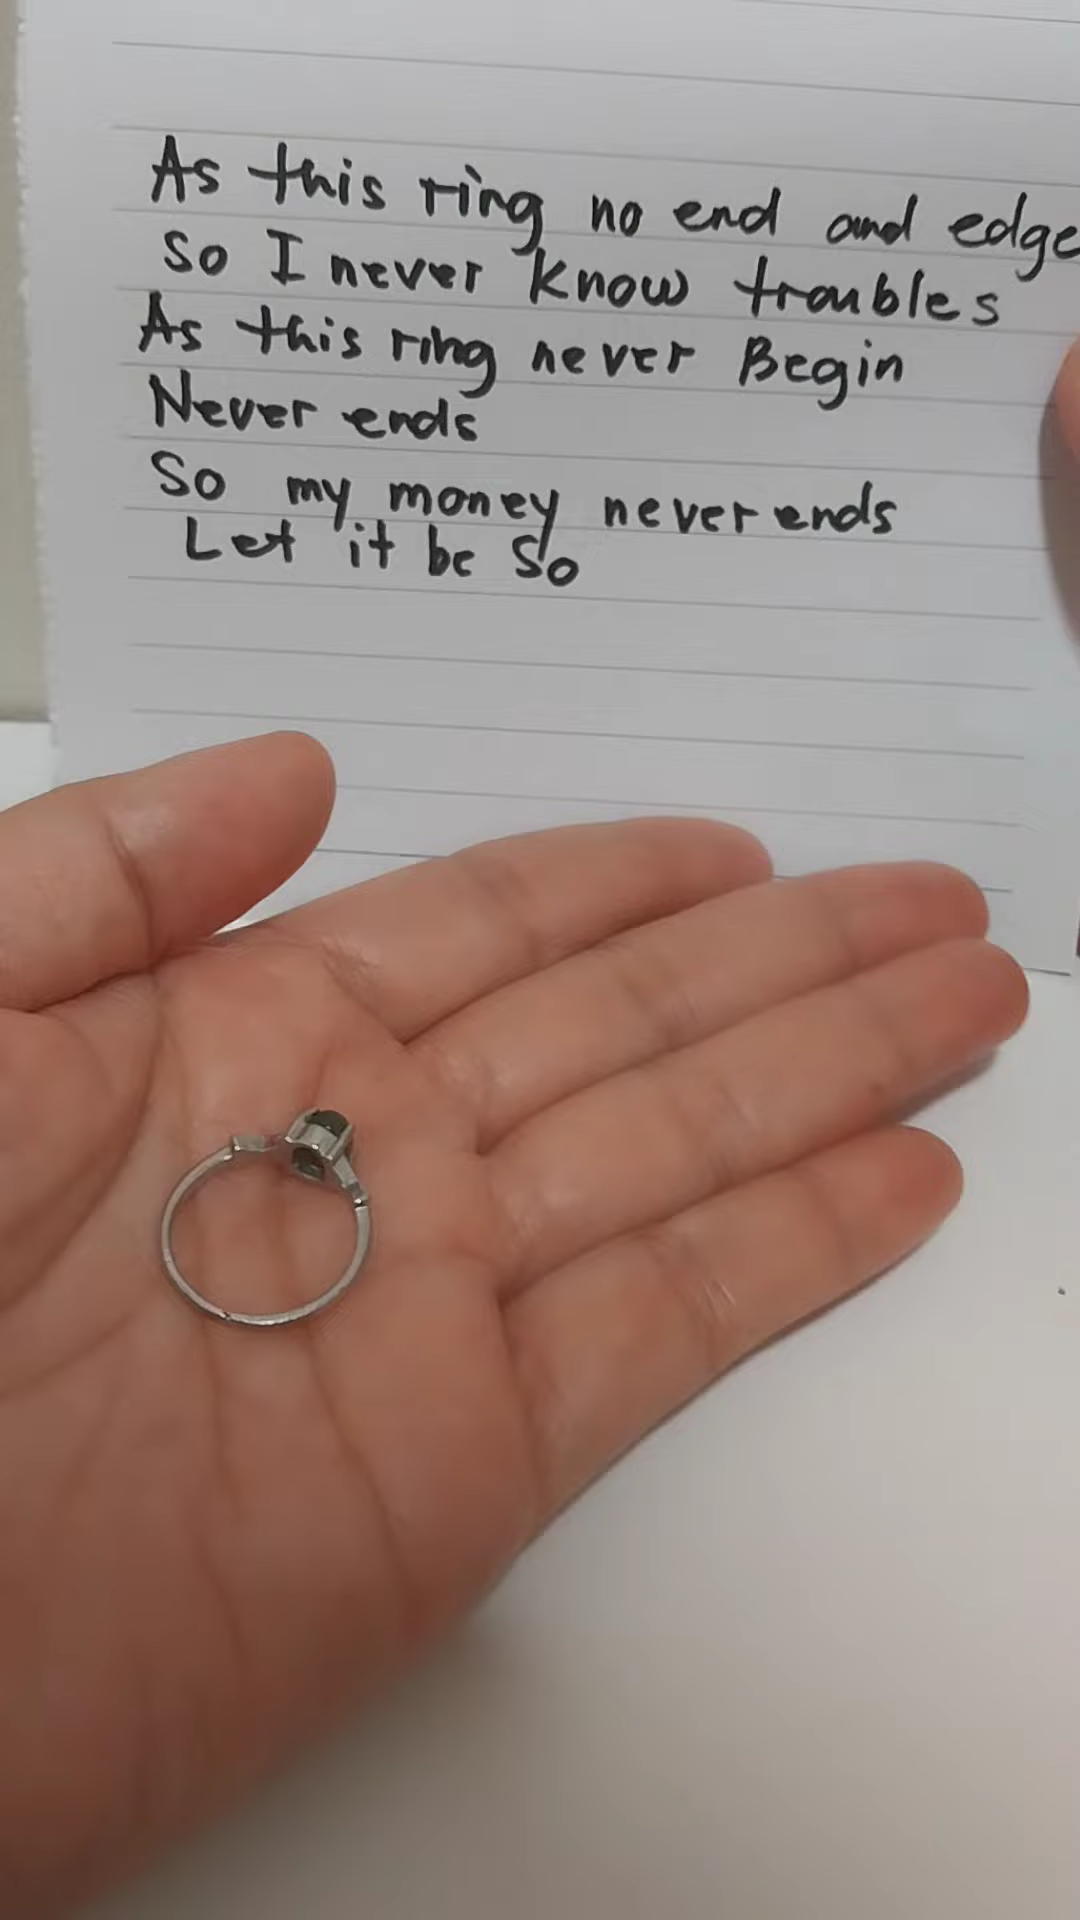 As this ring no end and edge
So I never know troubles
As this ring never Begin
Never ends
So my money never ends
Let it be So